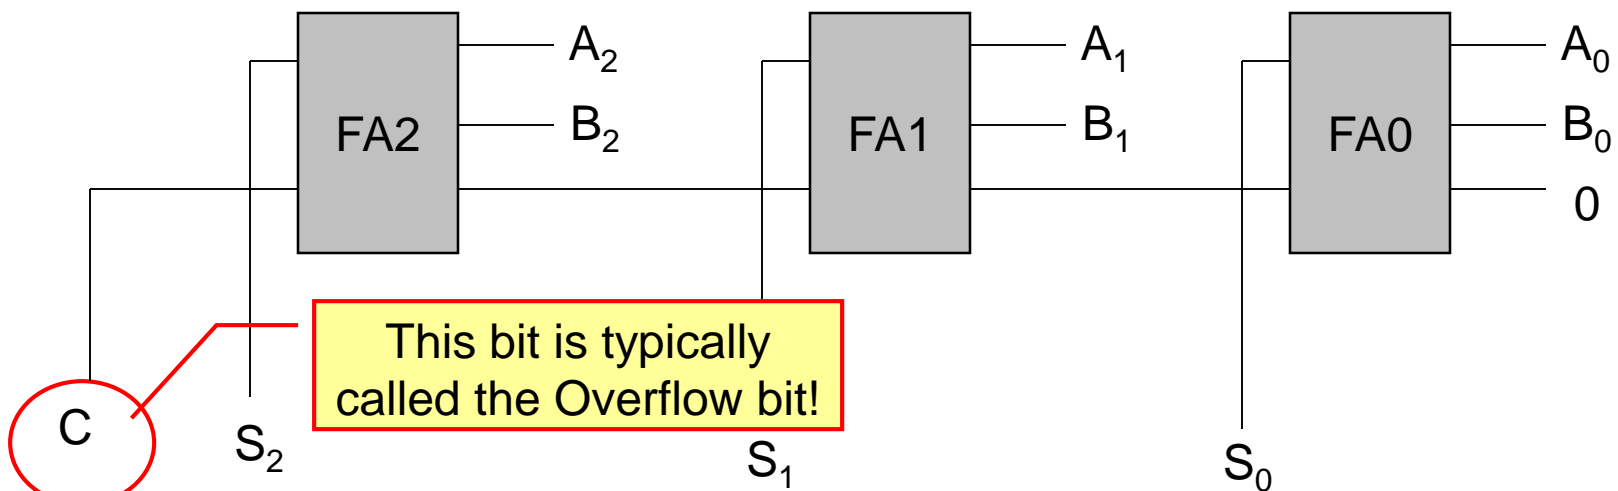 A₂
A₁
A₀
FA2
B₂
FA1
B₁
FA0
B₀
0
This bit is typically
called the Overflow bit!
C
S₂
S₁
S₀